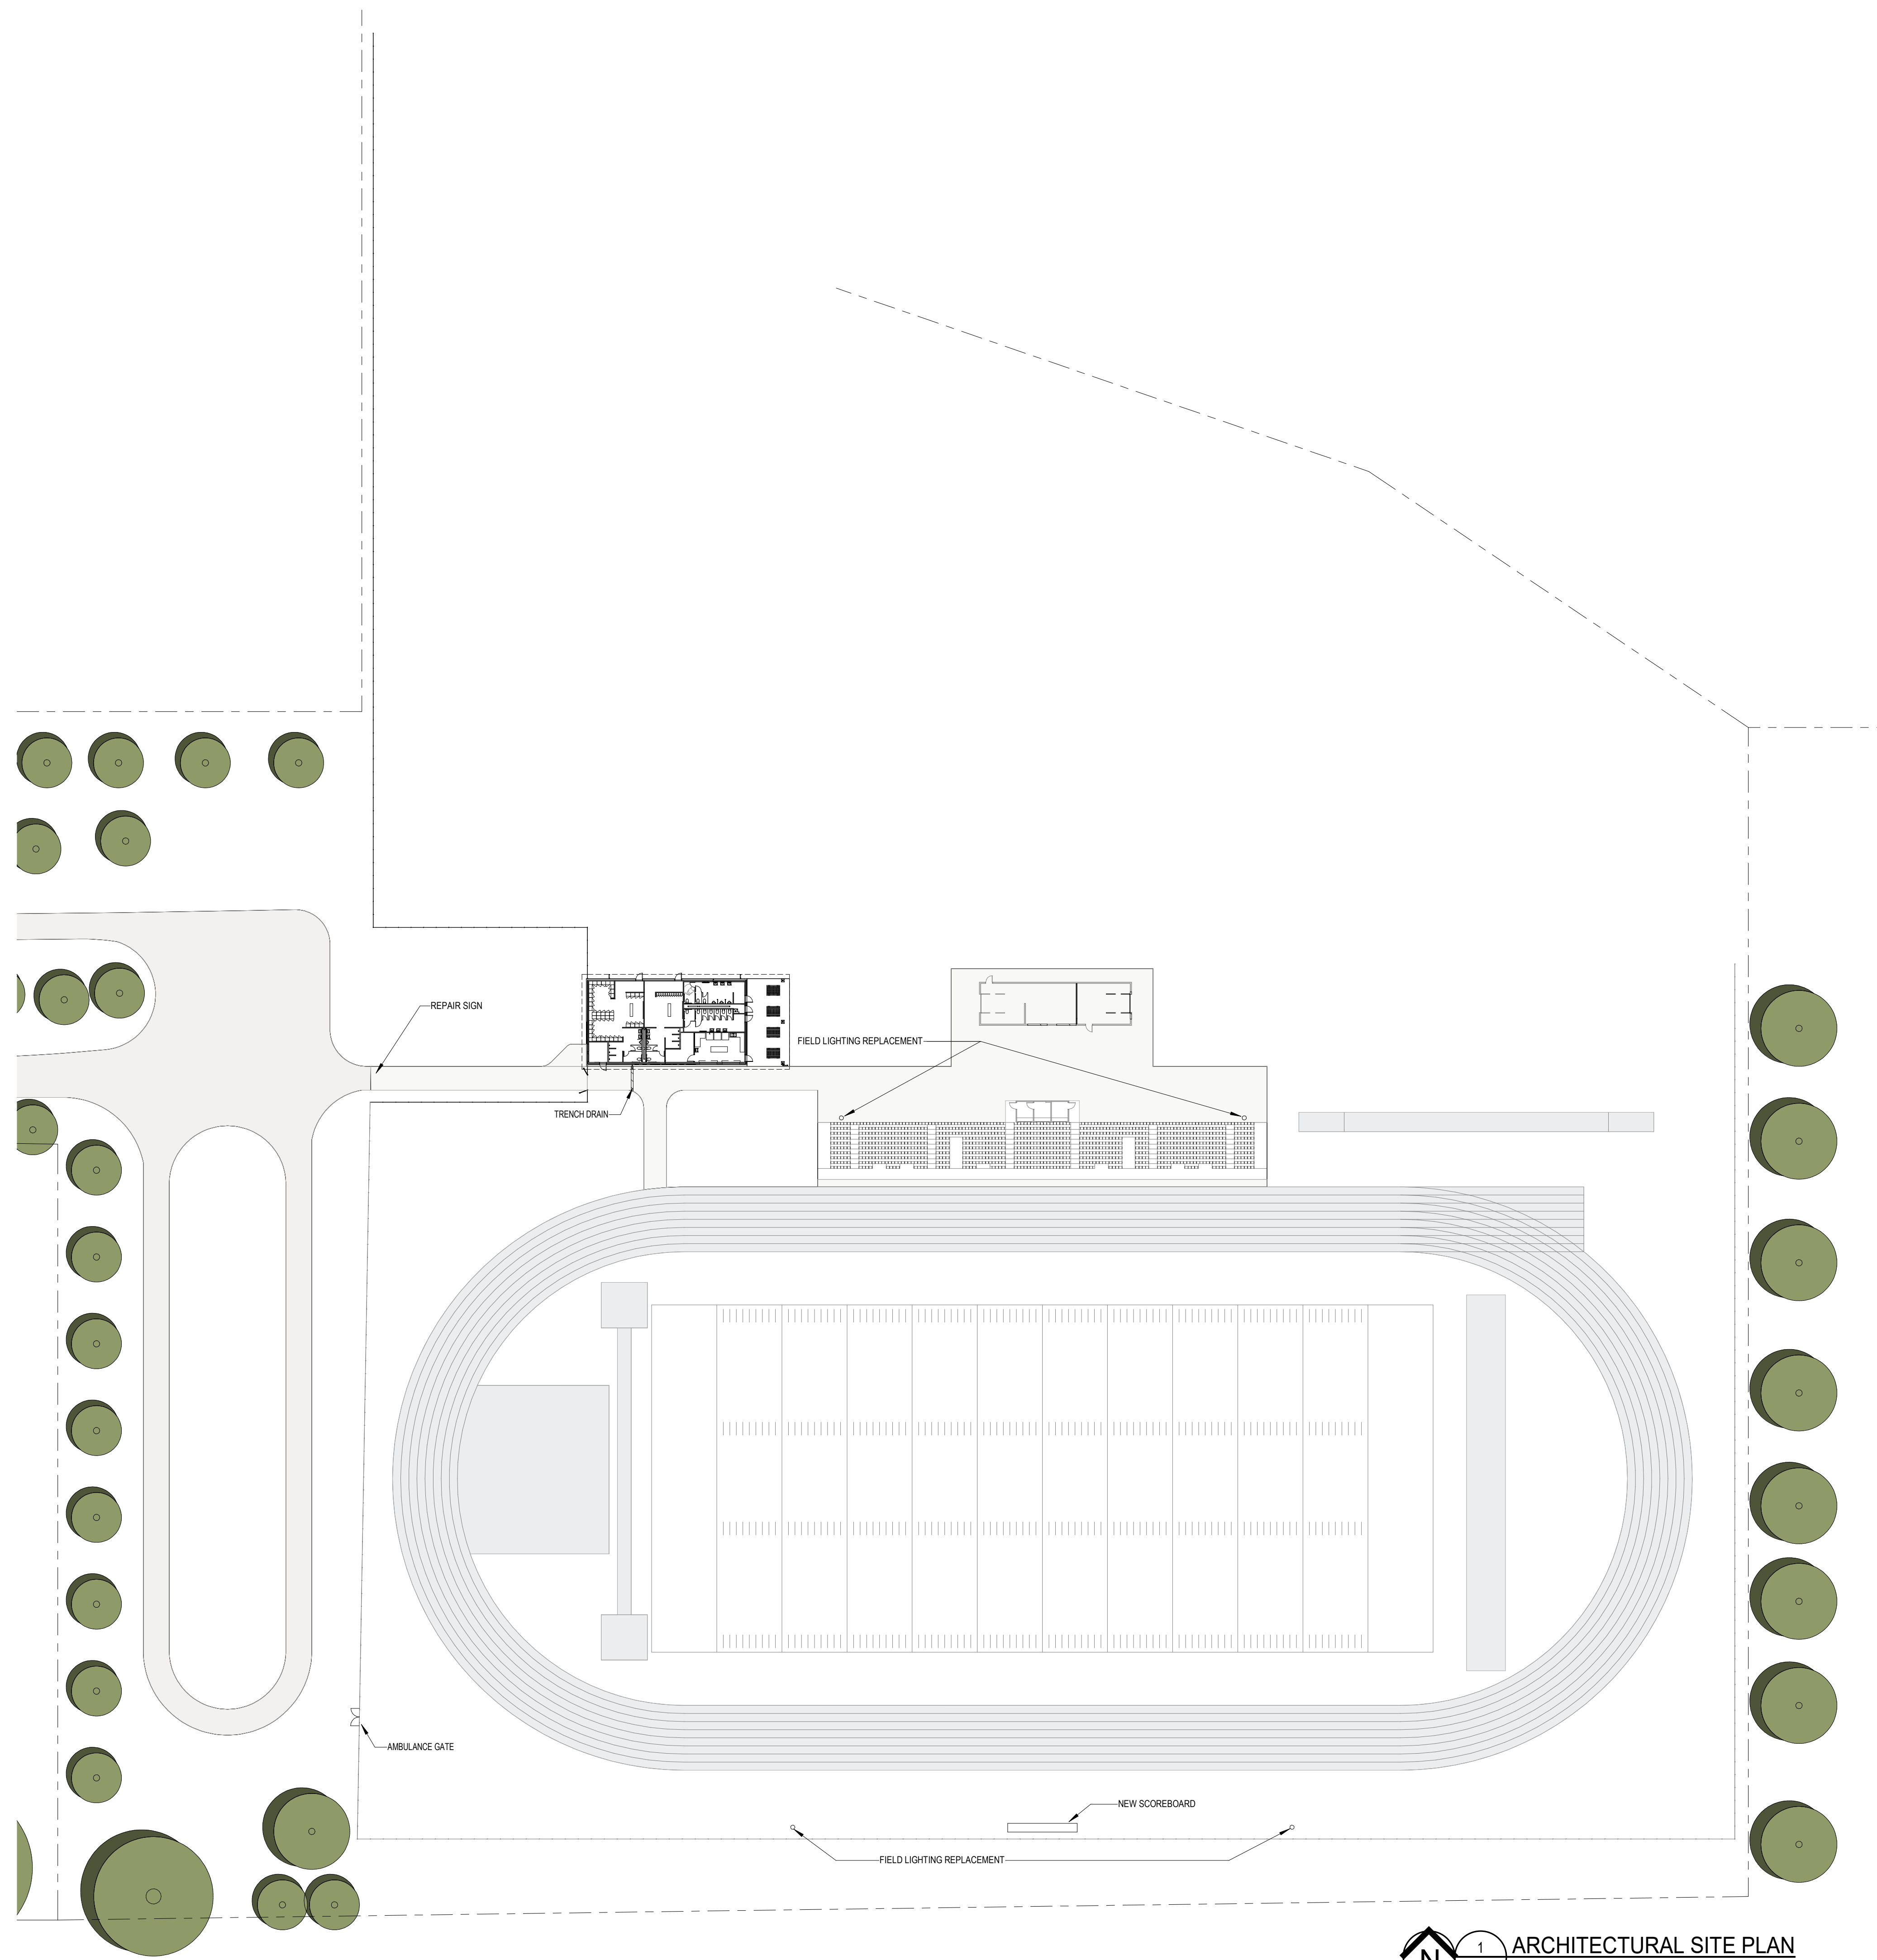 REPAIR SIGN
FIELD LIGHTING REPLACEMENT
TRENCH DRAIN
AMBULANCE GATE
NEW SCOREBOARD
FIELD LIGHTING REPLACEMENT
N
1
ARCHITECTURAL SITE PLAN